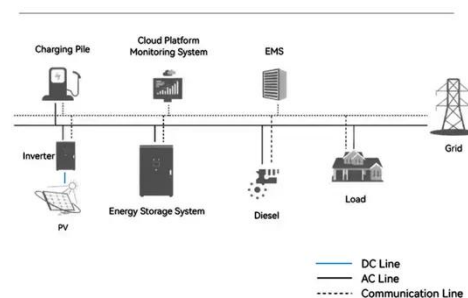 Charging Pile
Cloud Platform
Monitoring System
EMS
Grid
Inverter
PV
Energy Storage System
Diesel
Load
DC Line
AC Line
Communication Line